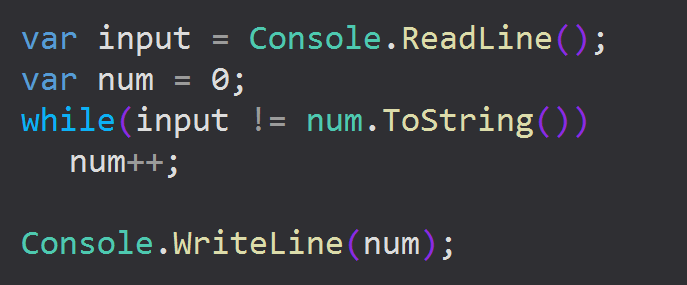 var input = Console.ReadLine();
var num = 0;
while(input != num.ToString())
num++;
Console.WriteLine(num);